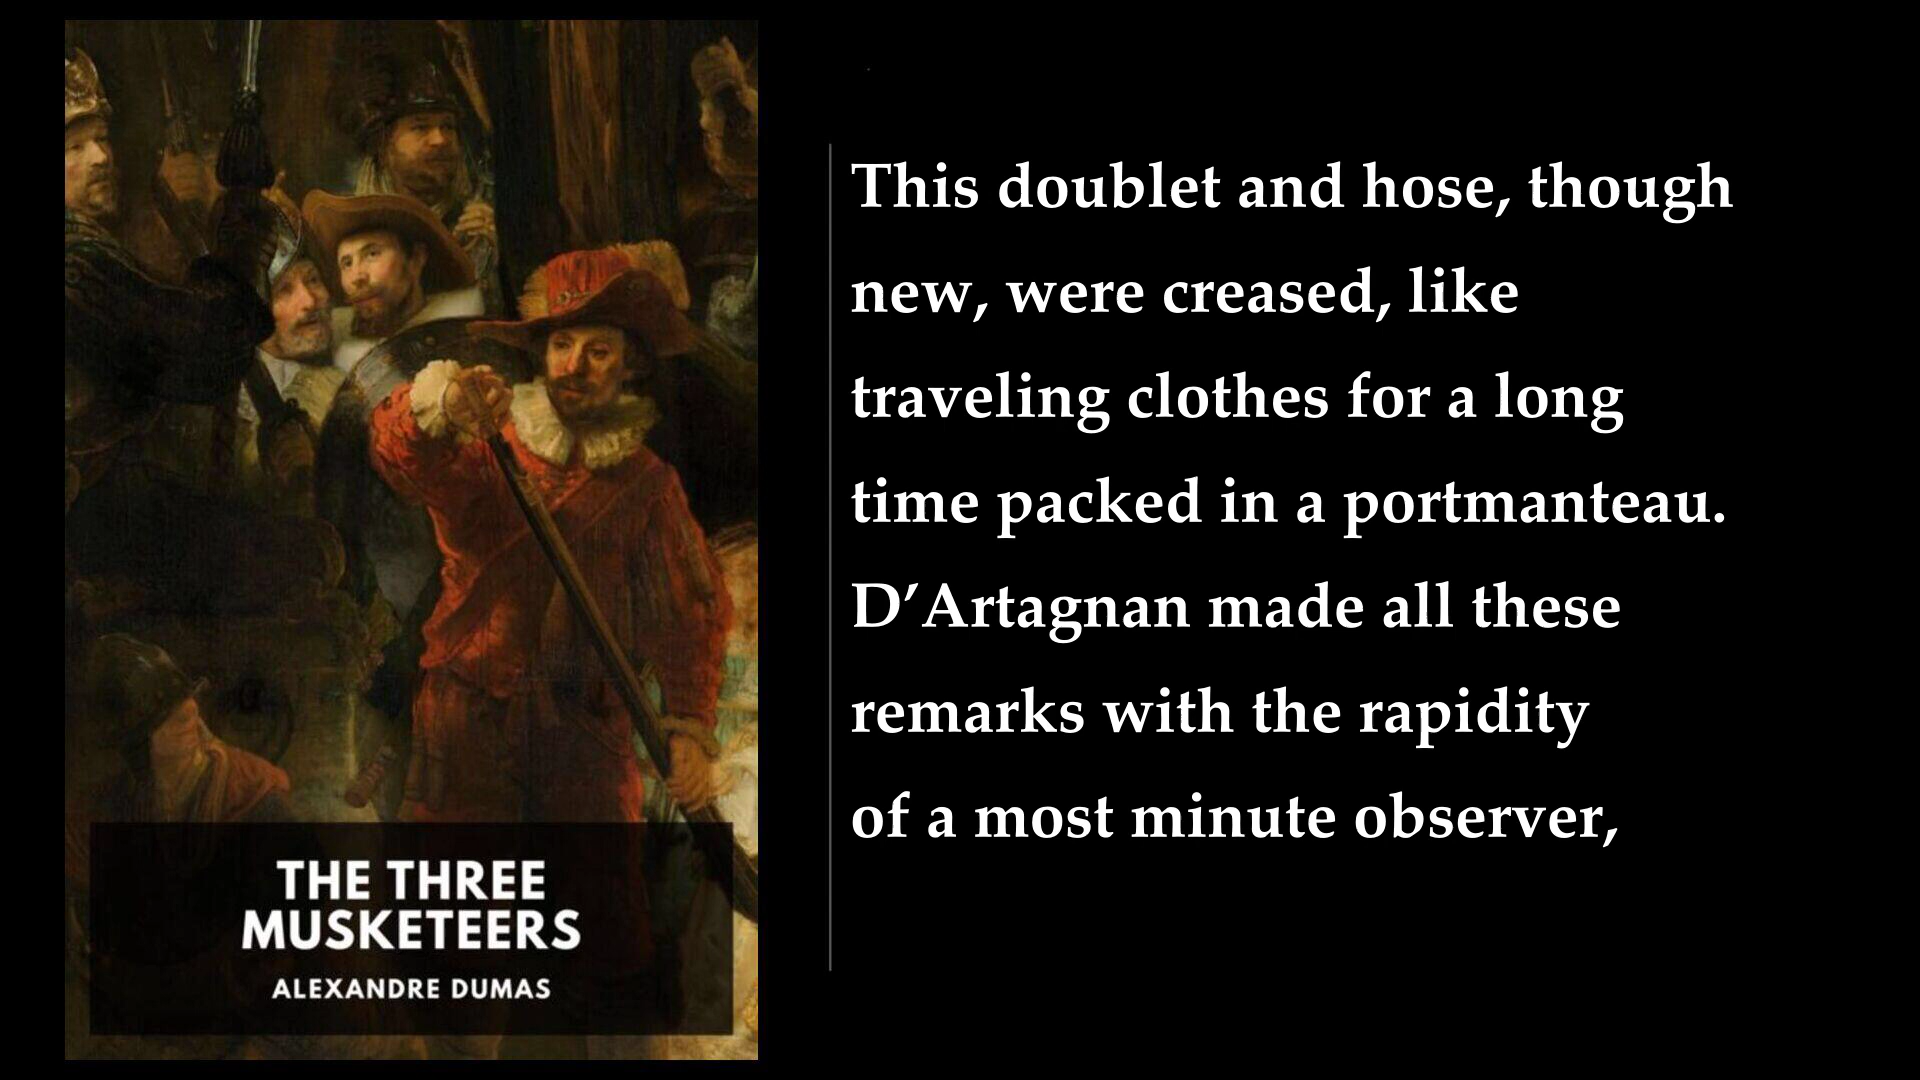 THE THREE
MUSKETEERS
ALEXANDRE DUMAS
This doublet and hose, though
new, were creased, like
traveling clothes for a long
time packed in a portmanteau.
D’Artagnan made all these
remarks with the rapidity
of a most minute observer,